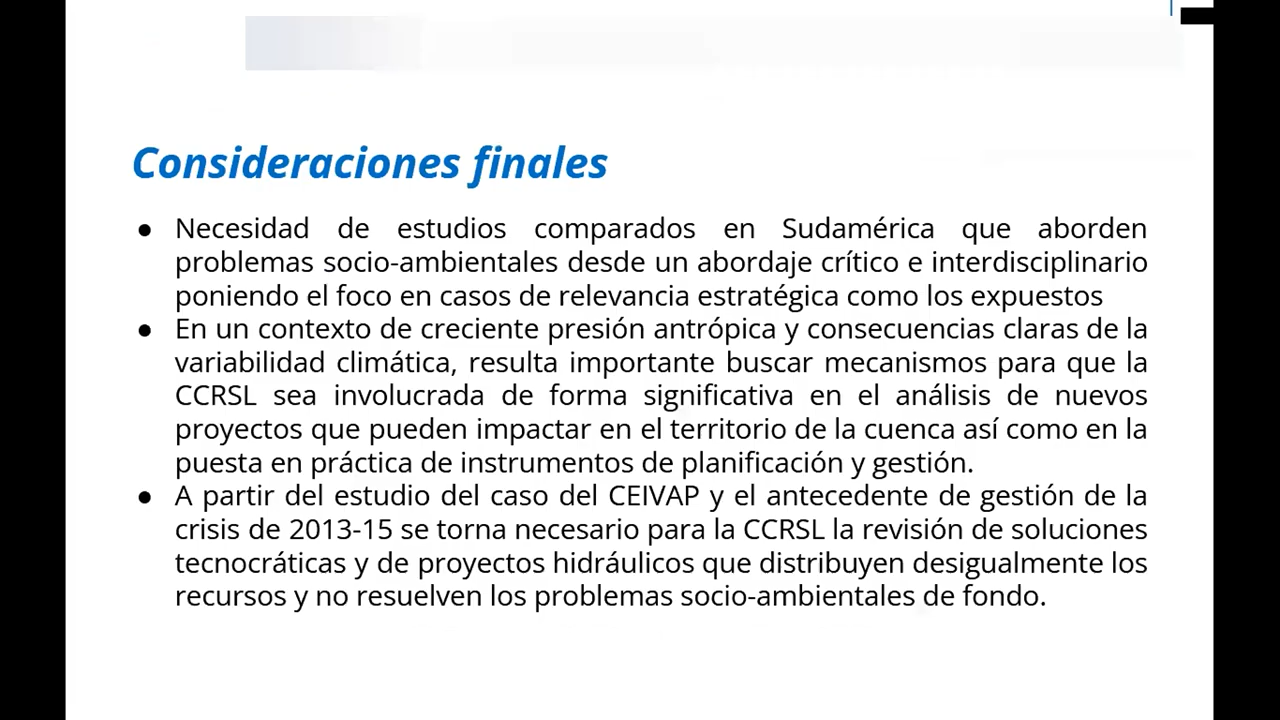 Consideraciones finales
● Necesidad de estudios comparados en Sudamérica que aborden
problemas socio-ambientales desde un abordaje crítico e interdisciplinario
poniendo el foco en casos de relevancia estratégica como los expuestos
● En un contexto de creciente presión antrópica y consecuencias claras de la
variabilidad climática, resulta importante buscar mecanismos para que la
CCRSL sea involucrada de forma significativa en el análisis de nuevos
proyectos que pueden impactar en el territorio de la cuenca así como en la
puesta en práctica de instrumentos de planificación y gestión.
● A partir del estudio del caso del CEIVAP y el antecedente de gestión de la
crisis de 2013-15 se torna necesario para la CCRSL la revisión de soluciones
tecnocráticas y de proyectos hidráulicos que distribuyen desigualmente los
recursos y no resuelven los problemas socio-ambientales de fondo.